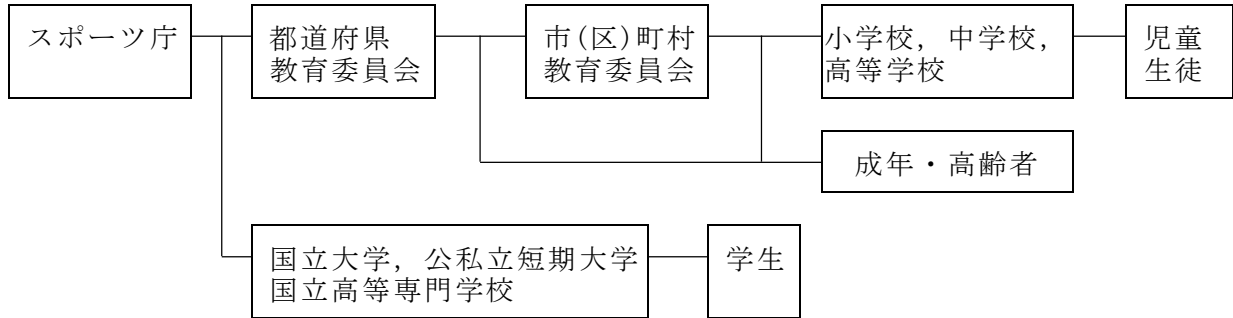 スポーツ庁
都道府県
教育委員会
市(区)町村
教育委員会
小学校, 中学校,
高等学校
児童
生徒
成年・高齢者
国立大学, 公私立短期大学
国立高等専門学校
学生